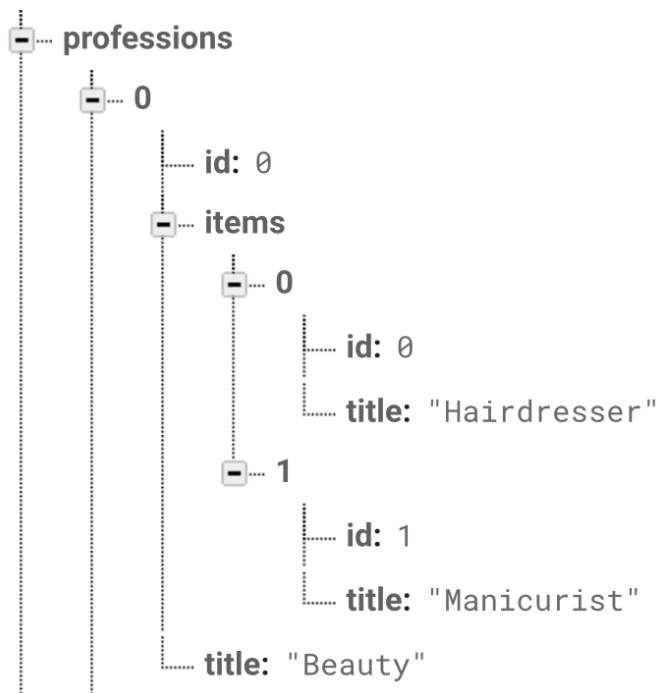 professions
0
id: 0
items
0
id: 0
title: "Hairdresser"
1
id: 1
title: "Manicurist"
title: "Beauty"